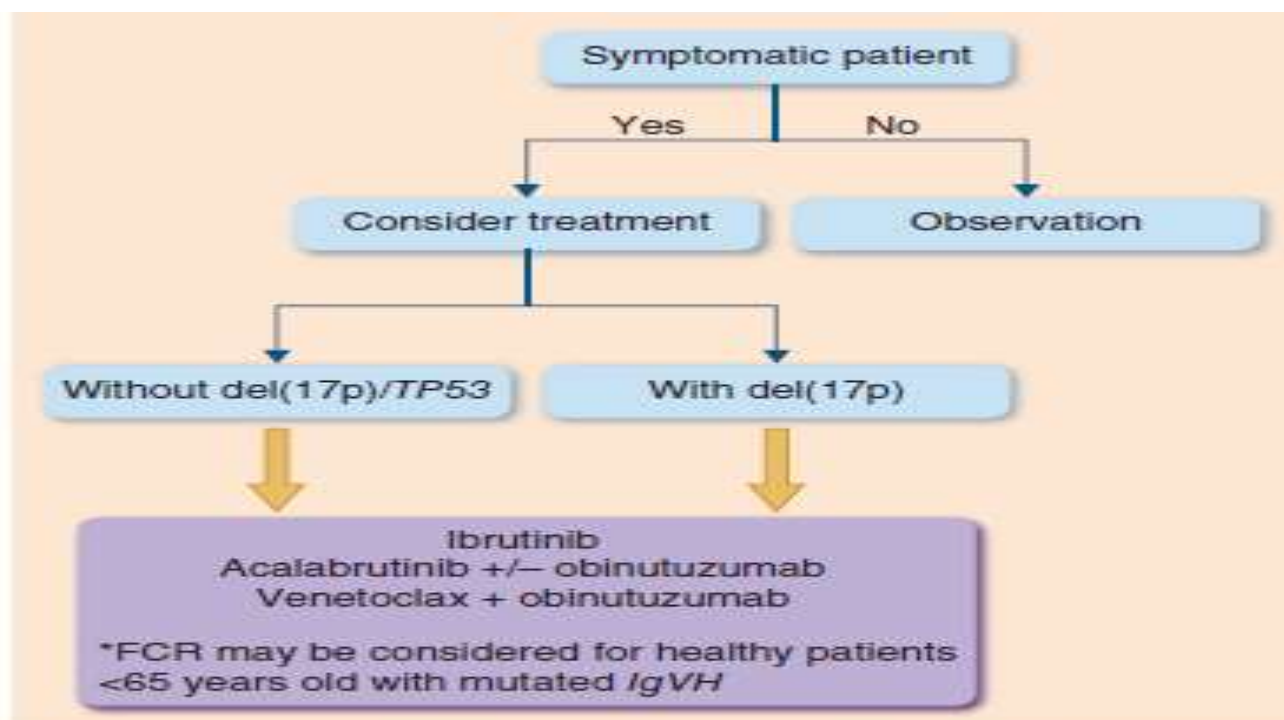 Symptomatic patient
Yes
No
Consider treatment
Observation
Without del(17p)/TP53
With del(17p)
Ibrutinib
Acalabrutinib +/– obinutuzumab
Venetoclax + obinutuzumab
*FCR may be considered for healthy patients
<65 years old with mutated IgVH